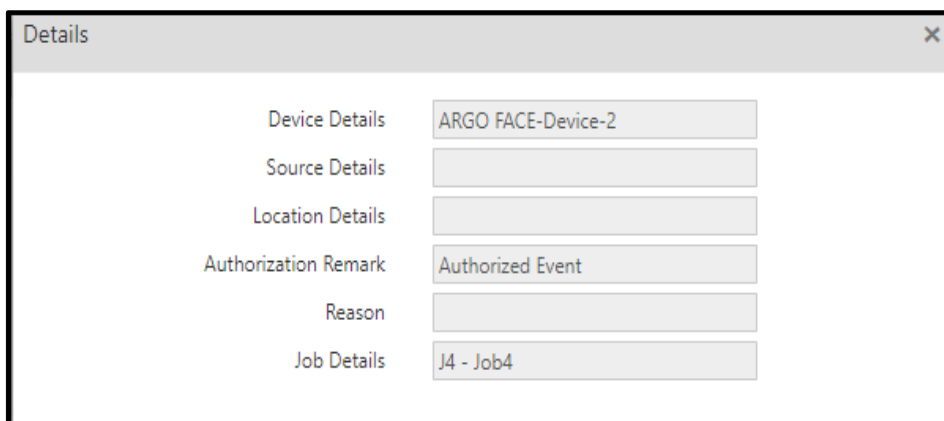 Details ×
Device Details ARGO FACE-Device-2
Source Details
Location Details
Authorization Remark Authorized Event
Reason
Job Details J4 - Job4